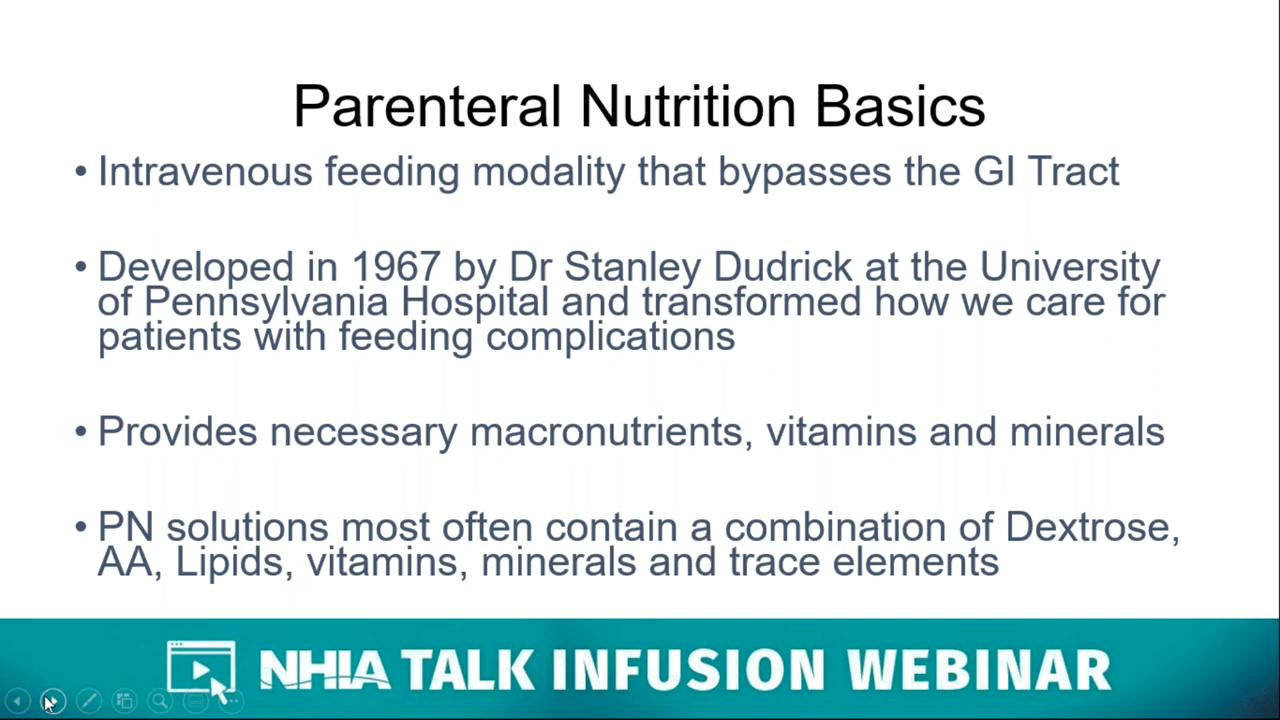 Parenteral Nutrition Basics
• Intravenous feeding modality that bypasses the GI Tract
• Developed in 1967 by Dr Stanley Dudrick at the University
of Pennsylvania Hospital and transformed how we care for
patients with feeding complications
• Provides necessary macronutrients, vitamins and minerals
• PN solutions most often contain a combination of Dextrose,
AA, Lipids, vitamins, minerals and trace elements
NHIA TALK INFUSION WEBINAR